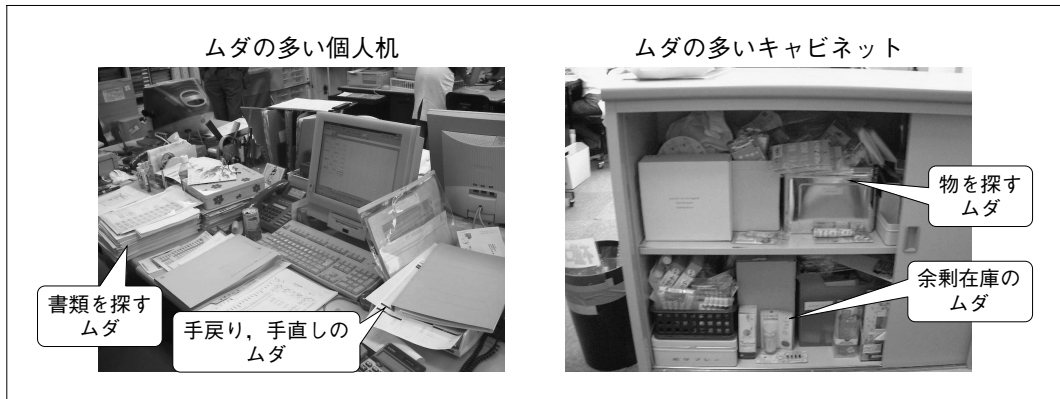 ムダの多い個人机
ムダの多いキャビネット
書類を探す
ムダ
手戻り，手直しの
ムダ
物を探す
ムダ
余剰在庫の
ムダ